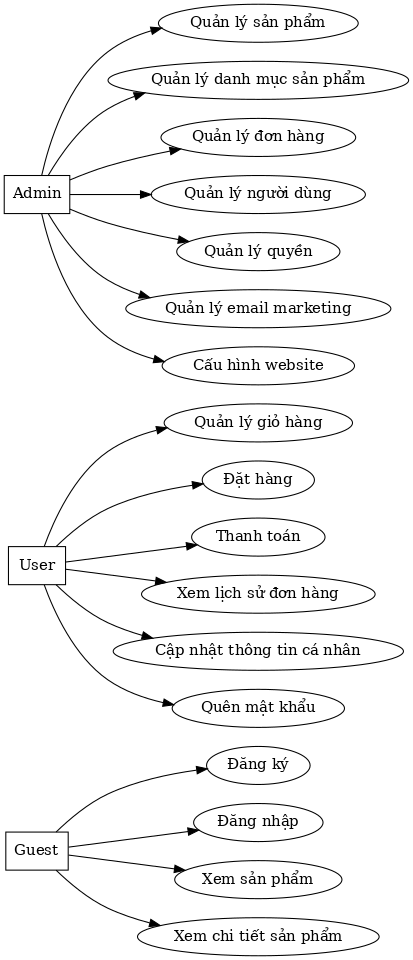 Quản lý sản phẩm
Quản lý danh mục sản phẩm
Quản lý đơn hàng
Admin
Quản lý người dùng
Quản lý quyền
Quản lý email marketing
Cấu hình website
Quản lý giỏ hàng
Đặt hàng
Thanh toán
User
Xem lịch sử đơn hàng
Cập nhật thông tin cá nhân
Quên mật khẩu
Đăng ký
Đăng nhập
Guest
Xem sản phẩm
Xem chi tiết sản phẩm